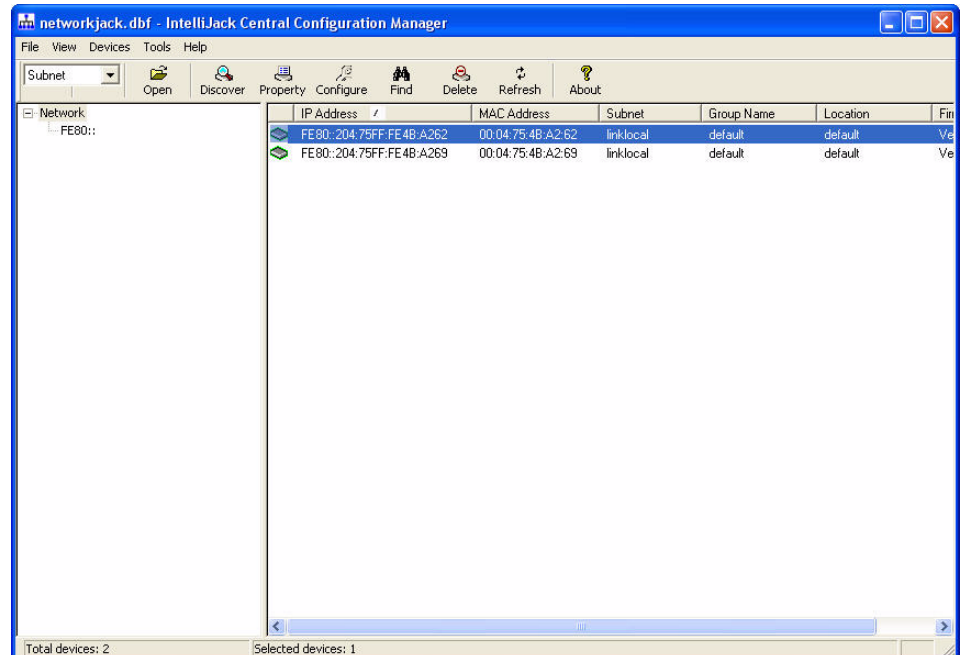 networkjack.dbf - IntelliJack Central Configuration Manager
File View Devices Tools Help
Subnet Open Discover Property Configure Find Delete Refresh About
Network
FE80::
IP Address MAC Address Subnet Group Name Location Fin
FE80::204:75FF:FE4B:A262 00:04:75:4B:A2:62 linklocal default default Ve
FE80::204:75FF:FE4B:A269 00:04:75:4B:A2:69 linklocal default default Ve
Total devices: 2 Selected devices: 1